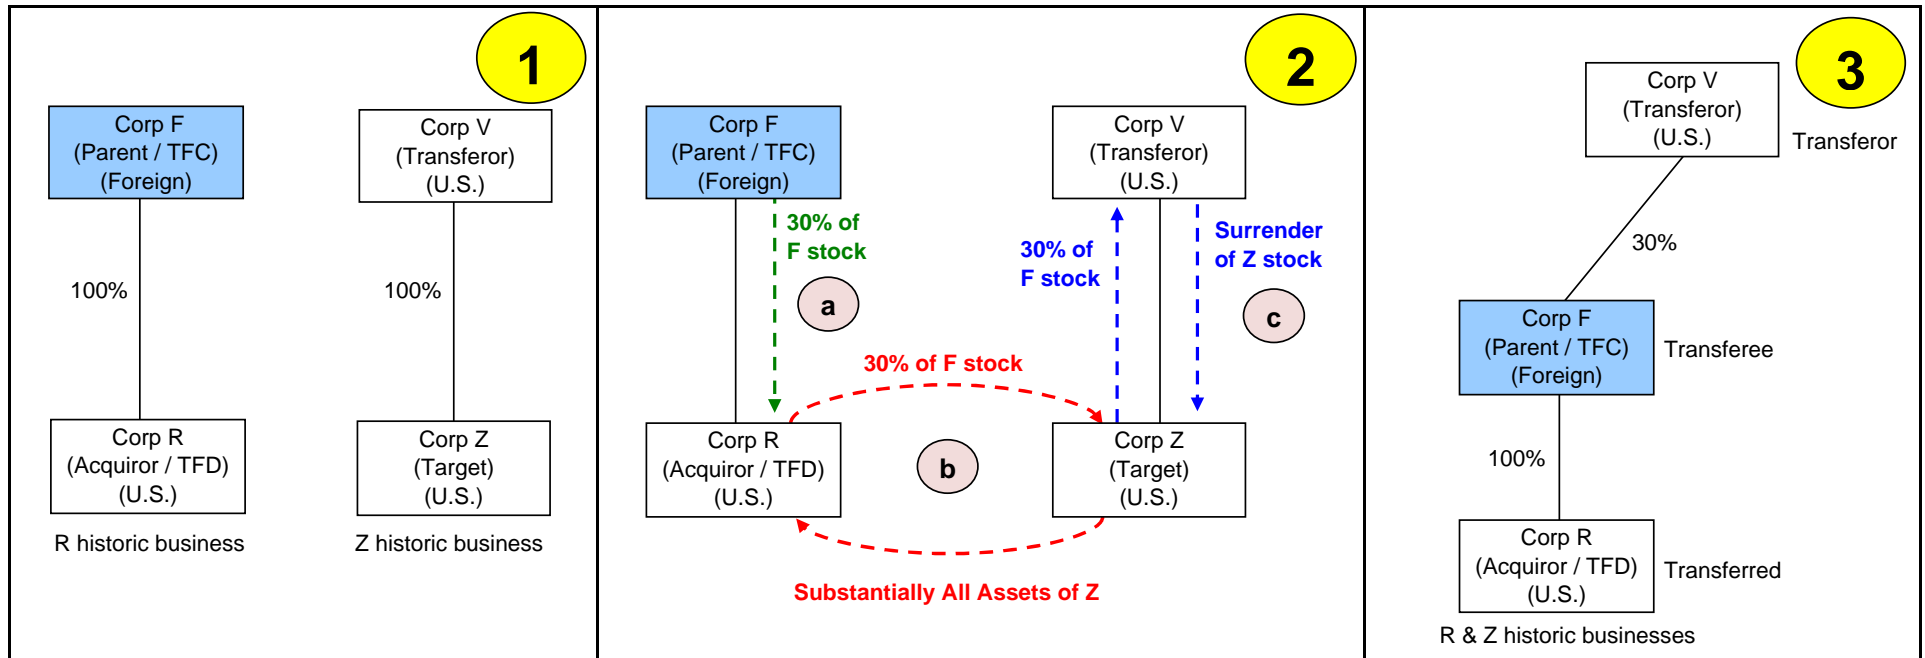 1
Corp F
(Parent / TFC)
(Foreign)
Corp V
(Transferor)
(U.S.)
100%
100%
Corp R
(Acquiror / TFD)
(U.S.)
Corp Z
(Target)
(U.S.)
R historic business
Z historic business
2
Corp F
(Parent / TFC)
(Foreign)
Corp V
(Transferor)
(U.S.)
30% of
F stock
a
30% of
F stock
Surrender
of Z stock
c
30% of F stock
Corp R
(Acquiror / TFD)
(U.S.)
b
Corp Z
(Target)
(U.S.)
Substantially All Assets of Z
3
Corp V
(Transferor)
(U.S.)
Transferor
30%
Corp F
(Parent / TFC)
(Foreign)
Transferee
100%
Corp R
(Acquiror / TFD)
(U.S.)
Transferred
R & Z historic businesses